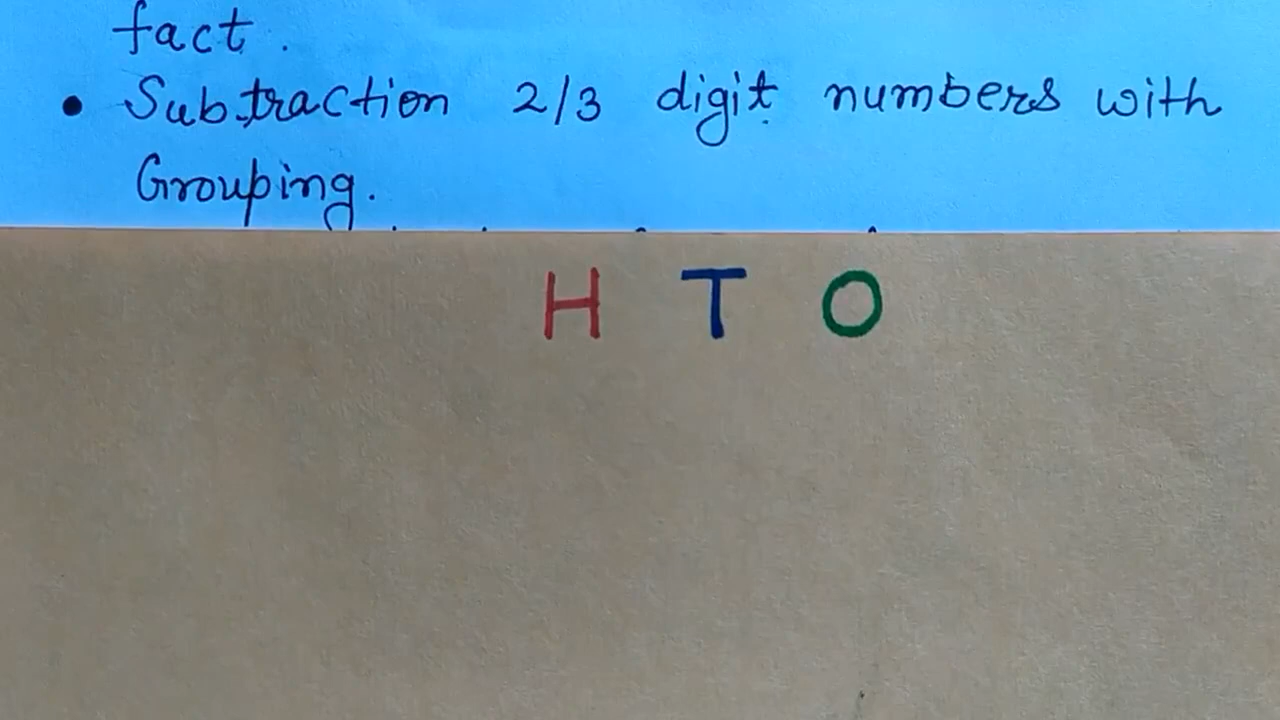 fact.
• Subtraction 2/3 digit numbers with
Grouping.
H T O